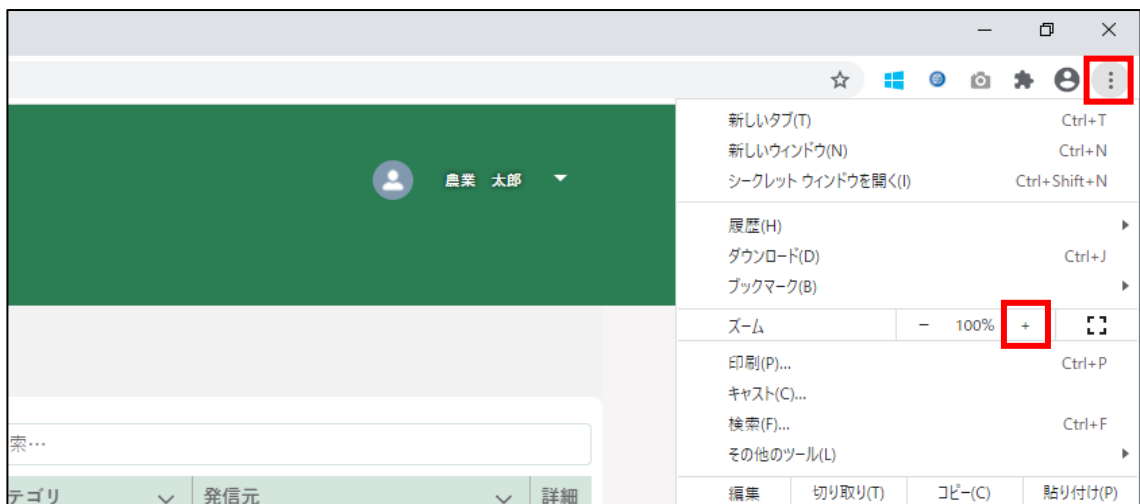 農業 太郎
新しいタブ(T) Ctrl+T
新しいウィンドウ(N) Ctrl+N
シークレット ウィンドウを開く(I) Ctrl+Shift+N
履歴(H)
ダウンロード(D) Ctrl+J
ブックマーク(B)
ズーム − 100% +
印刷(P)... Ctrl+P
キャスト(C)...
検索(F)... Ctrl+F
その他のツール(L)
編集 切り取り(T) コピー(C) 貼り付け(P)
索…
テゴリ 発信元 詳細